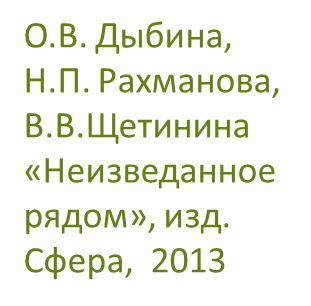 О.В. Дыбина,
Н.П. Рахманова,
В.В.Щетинина
«Неизведанное
рядом», изд.
Сфера,  2013